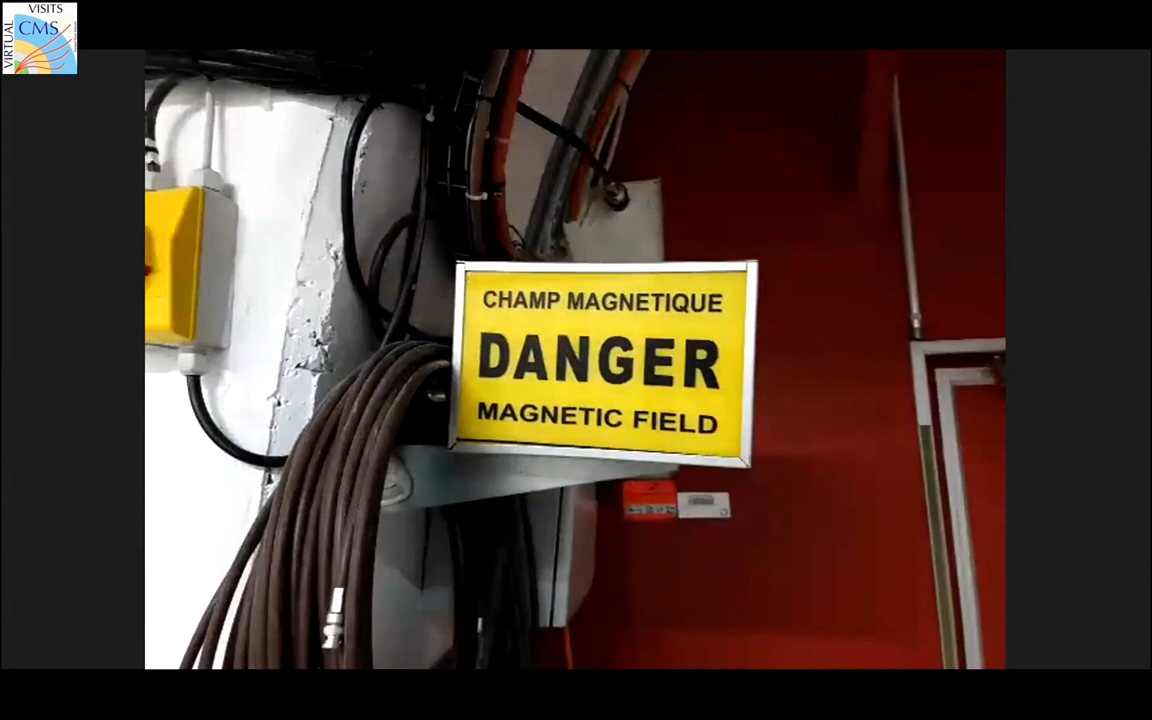 VISITS
CMS
VIRTUAL
CHAMP MAGNETIQUE
DANGER
MAGNETIC FIELD